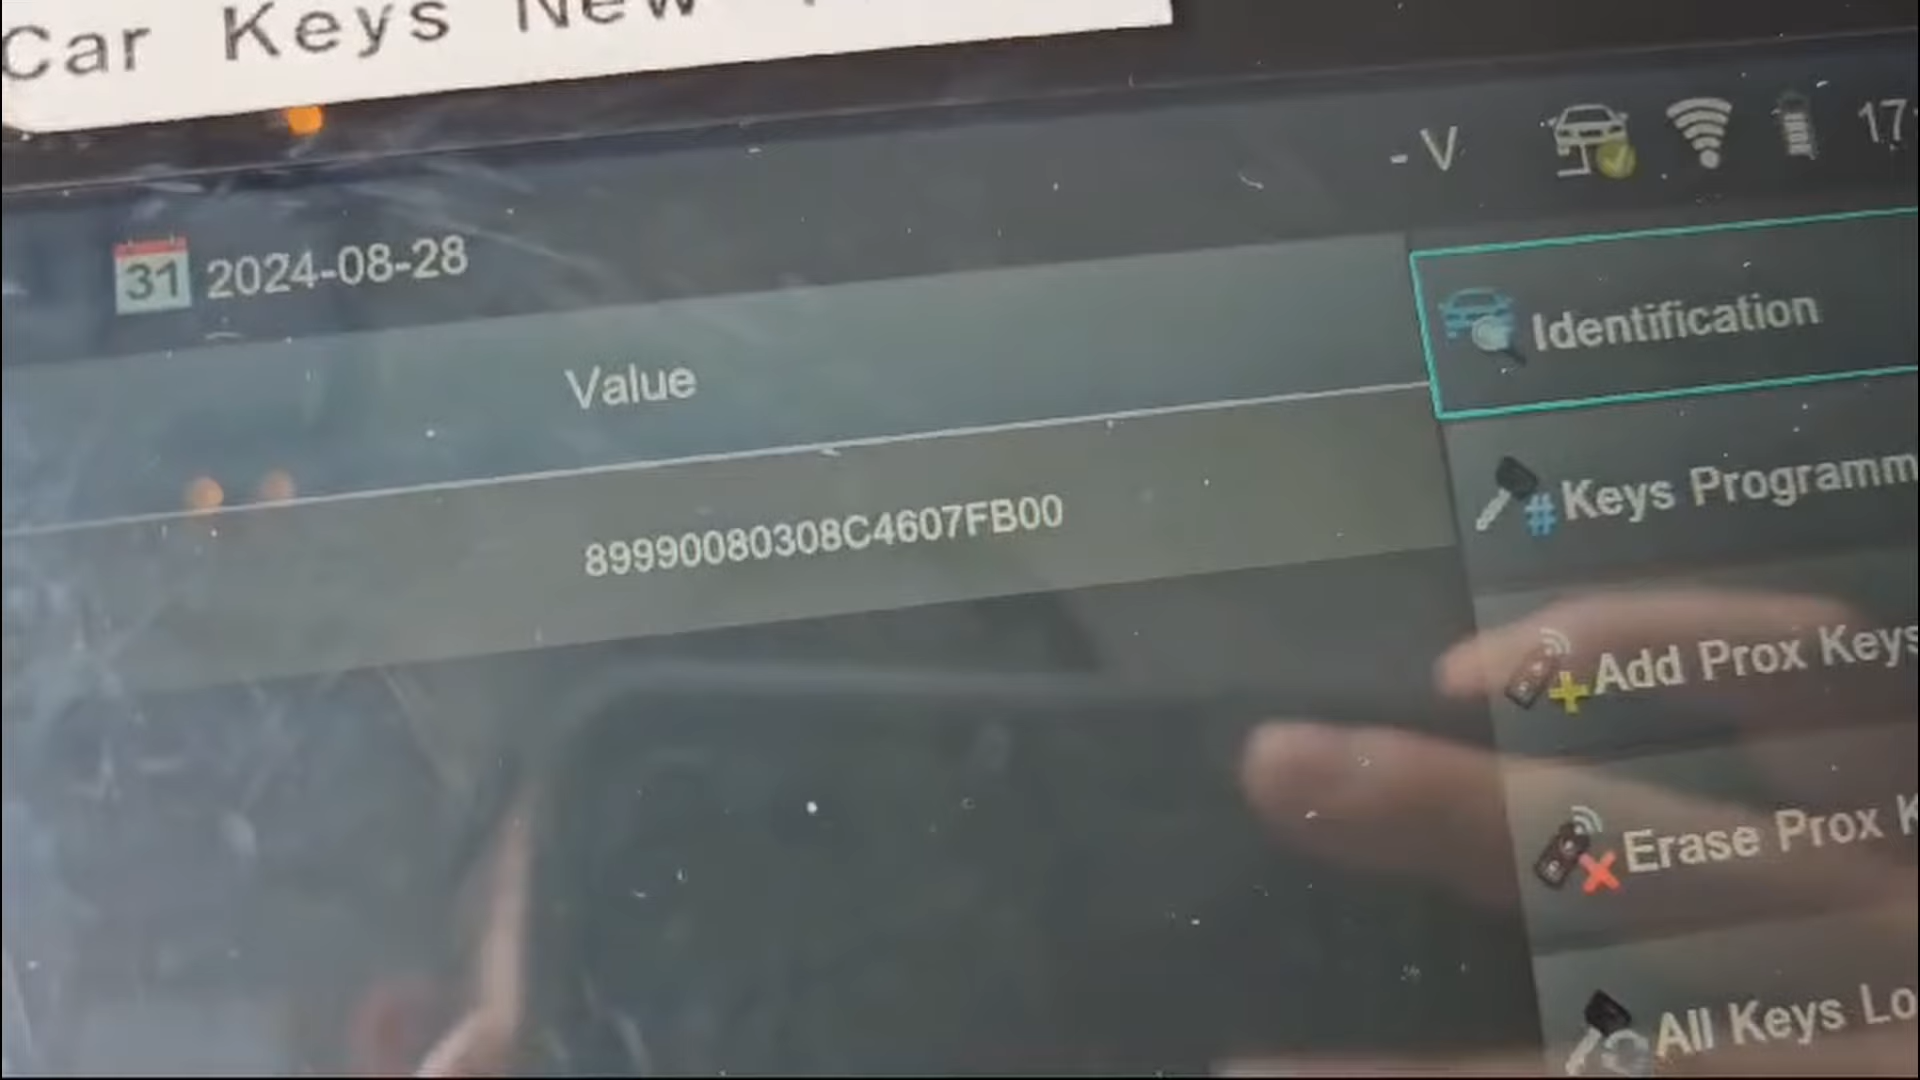 Car Keys New
- V
17
31 2024-08-28
Value
Identification
89990080308C4607FB00
Keys Programm
Add Prox Keys
Erase Prox K
All Keys Lo